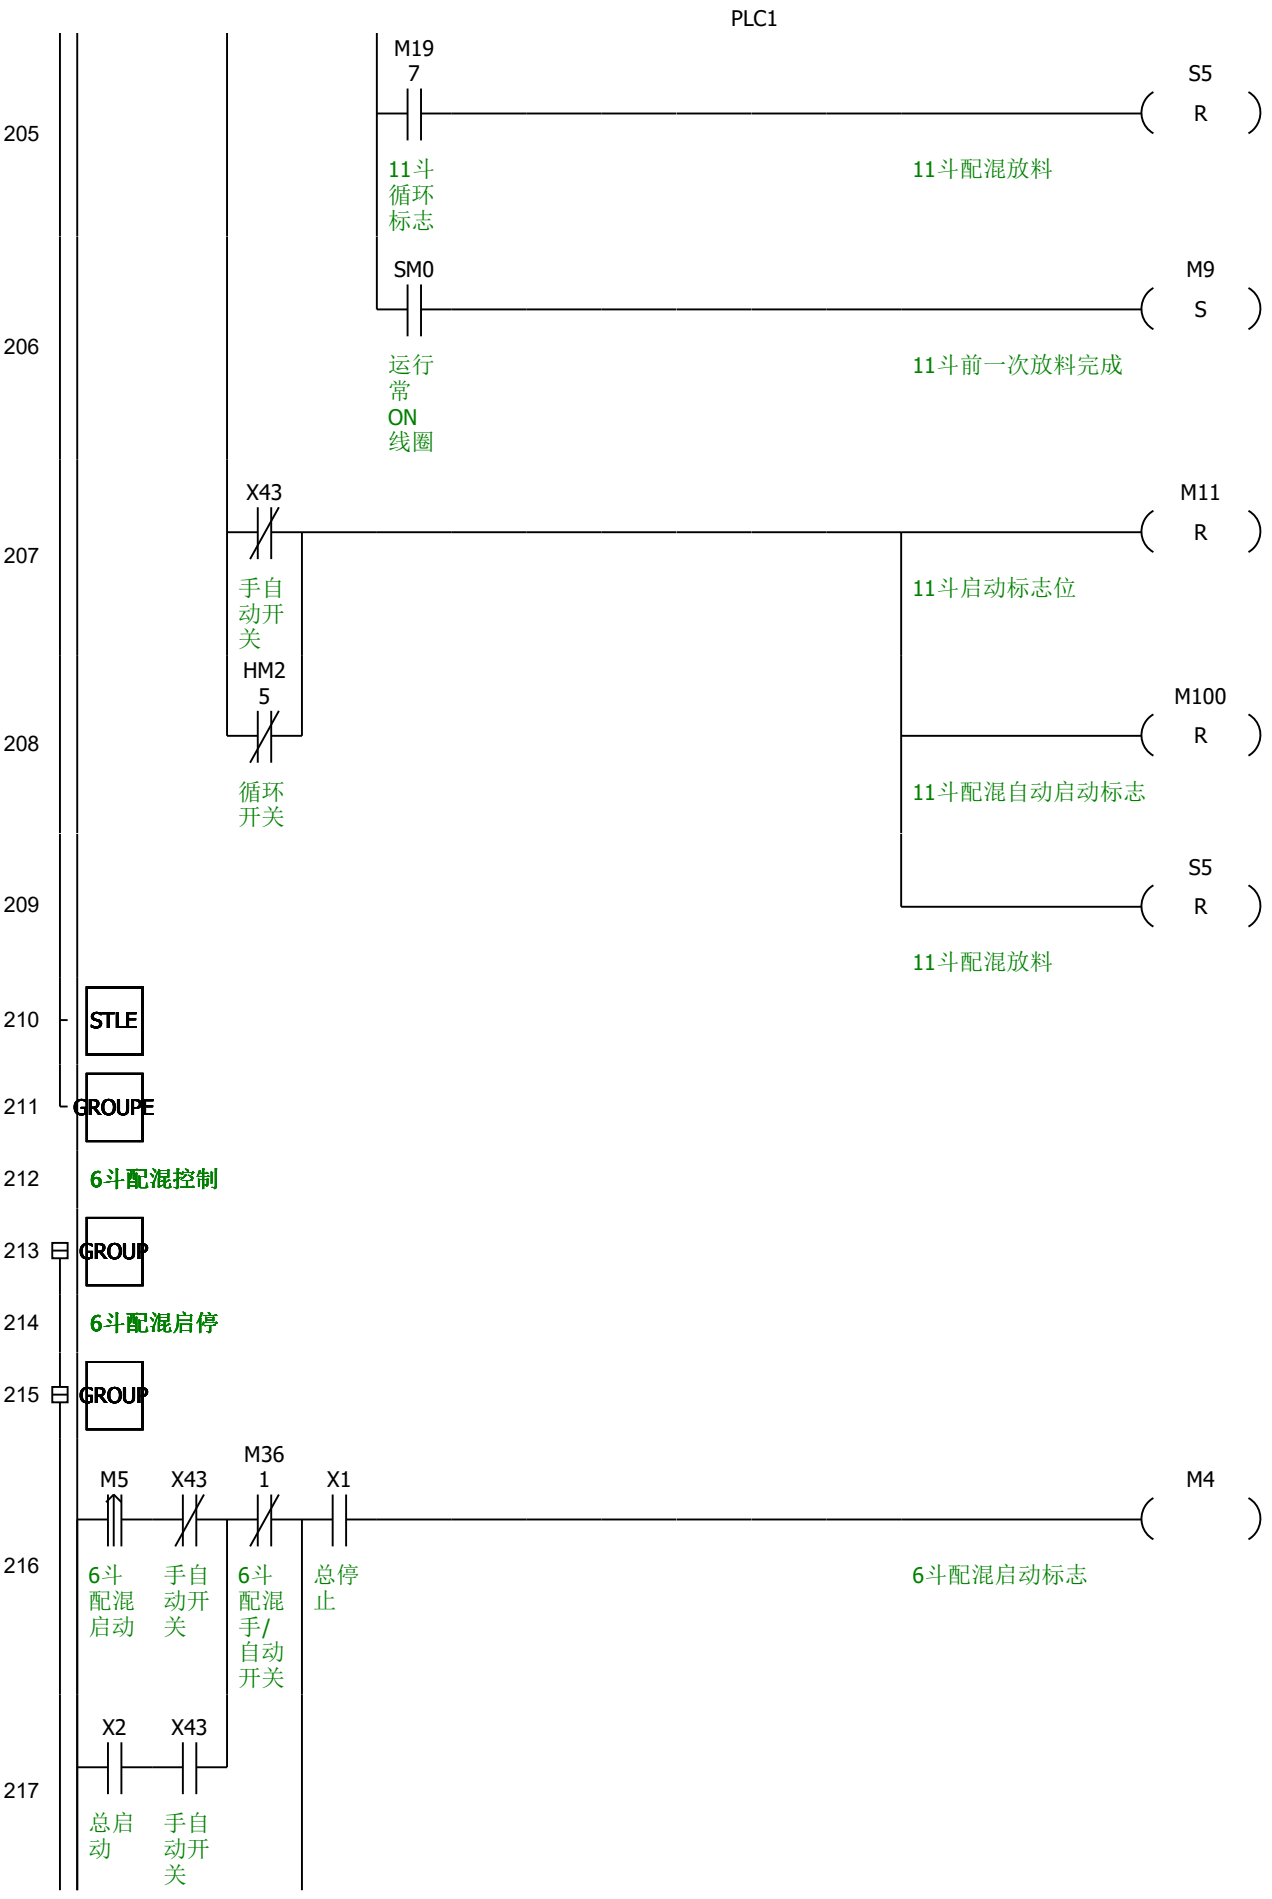 PLC1
M19
7
S5
205
R
11斗
循环
标志
11斗配混放料
SM0
M9
206
S
运行
常
ON
线圈
11斗前一次放料完成
X43
M11
207
R
手自
动开
关
11斗启动标志位
HM2
5
M100
208
R
循环
开关
11斗配混自动启动标志
S5
209
R
11斗配混放料
210
STLE
211
GROUPE
212
6斗配混控制
213
GROUP
214
6斗配混启停
215
GROUP
M5
X43
M36
1
X1
M4
216
6斗
配混
启动
手自
动开
关
6斗
配混
手/
自动
开关
总停
止
6斗配混启动标志
X2
X43
217
总启
动
手自
动开
关